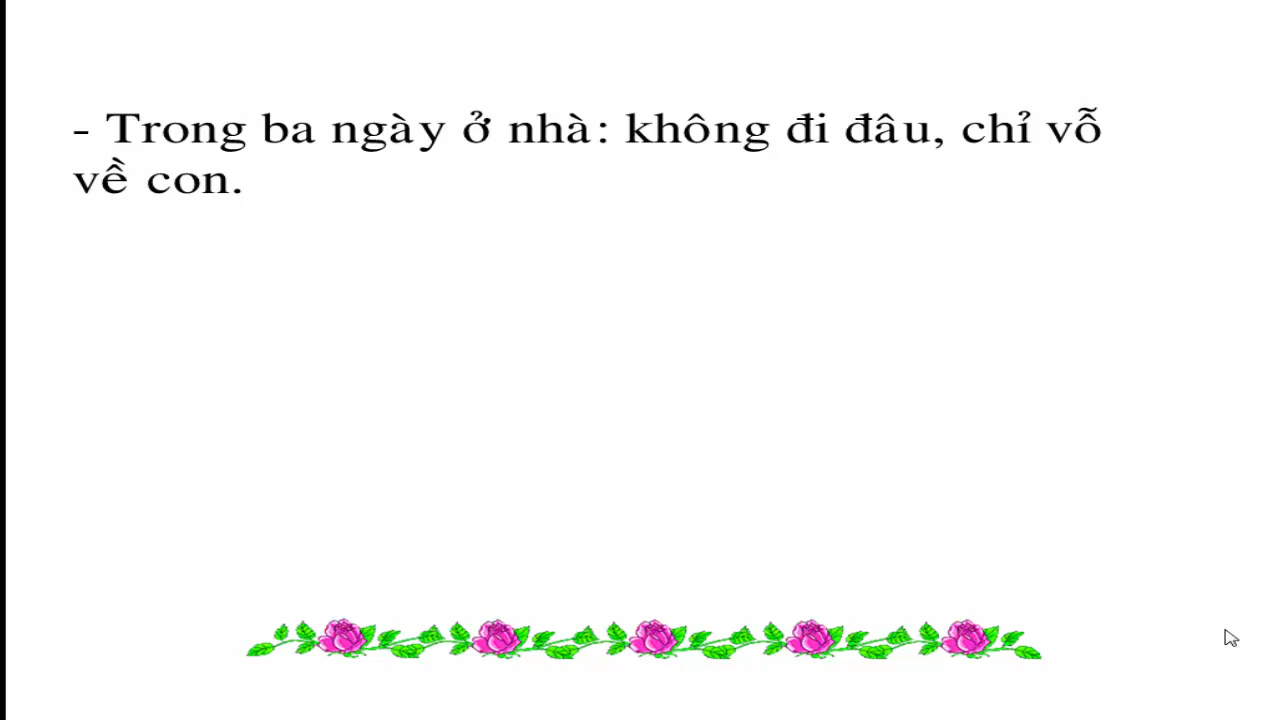 - Trong ba ngày ở nhà: không đi đâu, chỉ vỗ
về con.